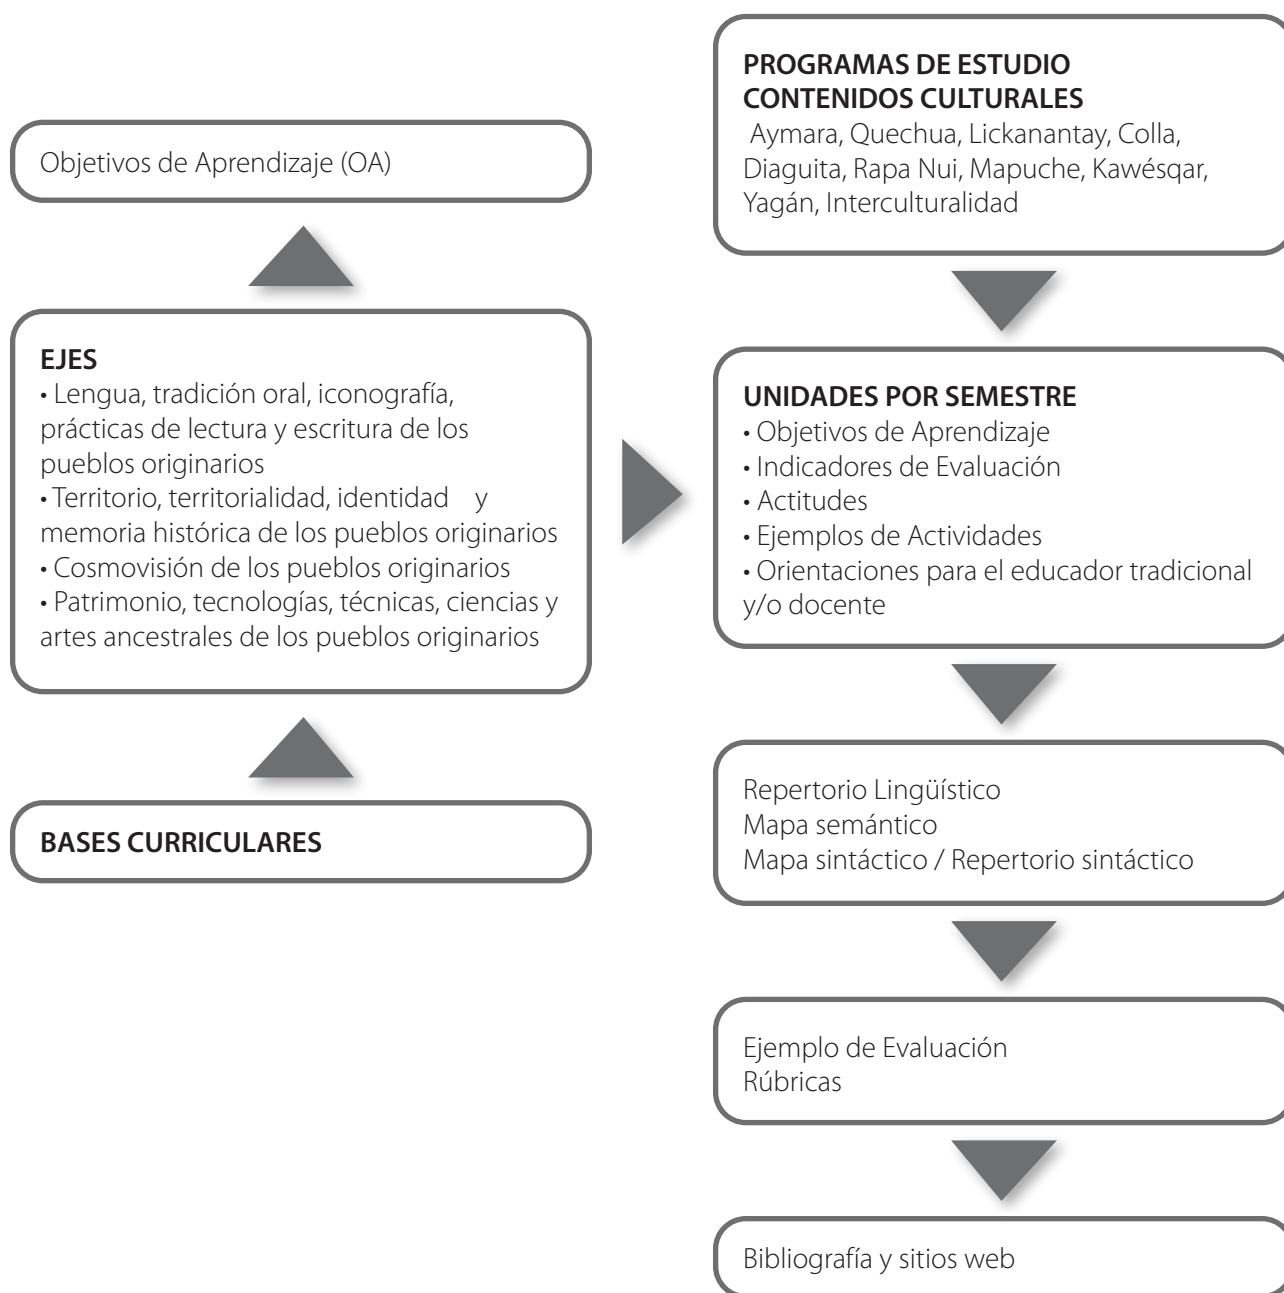 Objetivos de Aprendizaje (OA)
EJES
• Lengua, tradición oral, iconografía,
prácticas de lectura y escritura de los
pueblos originarios
• Territorio, territorialidad, identidad y
memoria histórica de los pueblos originarios
• Cosmovisión de los pueblos originarios
• Patrimonio, tecnologías, técnicas, ciencias y
artes ancestrales de los pueblos originarios
BASES CURRICULARES
PROGRAMAS DE ESTUDIO
CONTENIDOS CULTURALES
Aymara, Quechua, Lickanantay, Colla,
Diaguita, Rapa Nui, Mapuche, Kawésqar,
Yagán, Interculturalidad
UNIDADES POR SEMESTRE
• Objetivos de Aprendizaje
• Indicadores de Evaluación
• Actitudes
• Ejemplos de Actividades
• Orientaciones para el educador tradicional
y/o docente
Repertorio Lingüístico
Mapa semántico
Mapa sintáctico / Repertorio sintáctico
Ejemplo de Evaluación
Rúbricas
Bibliografía y sitios web